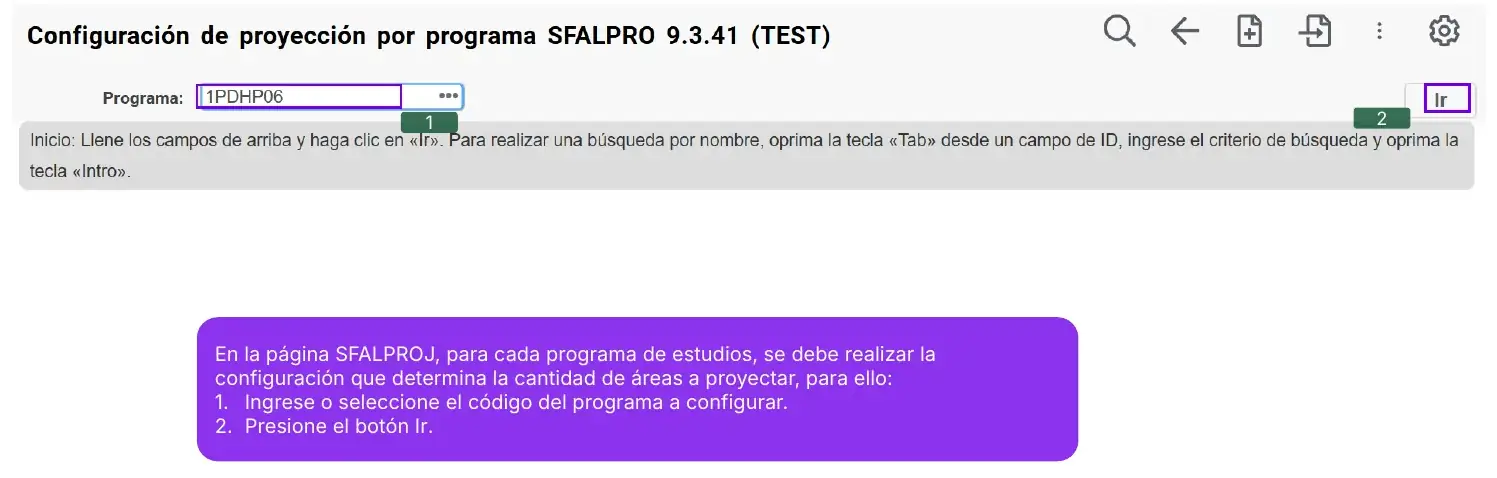 Configuración de proyección por programa SFALPRO 9.3.41 (TEST)
Programa: 1PDHP06 ••• Ir
1 2
Inicio: Llene los campos de arriba y haga clic en «Ir». Para realizar una búsqueda por nombre, oprima la tecla «Tab» desde un campo de ID, ingrese el criterio de búsqueda y oprima la
tecla «Intro».
En la página SFALPROJ, para cada programa de estudios, se debe realizar la
configuración que determina la cantidad de áreas a proyectar, para ello:
1. Ingrese o seleccione el código del programa a configurar.
2. Presione el botón Ir.